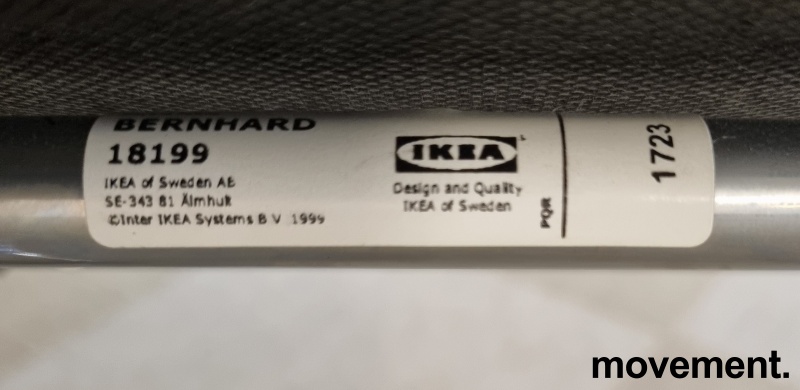 BERNHARD
18199
IKEA of Sweden AB
SE-343 81 Älmhult
©Inter IKEA Systems B V 1999
IKEA
Design and Quality
IKEA of Sweden
PQR
1723
movement.